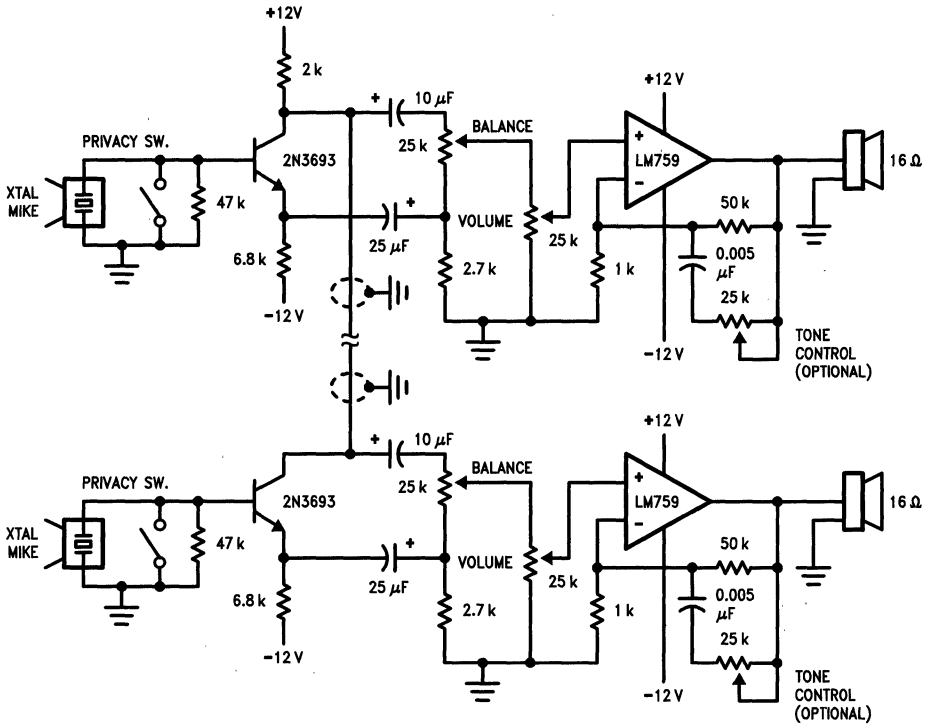 +12V
2 k
+
10 µF
+12 V
PRIVACY SW.
BALANCE
25 k
+
LM759
−
2N3693
XTAL
MIKE
47 k
16 Ω
+
VOLUME
25 k
50 k
25 µF
6.8 k
2.7 k
1 k
0.005
µF
25 k
−12 V
−12 V
TONE
CONTROL
(OPTIONAL)
+
10 µF
+12 V
PRIVACY SW.
BALANCE
25 k
+
LM759
−
2N3693
XTAL
MIKE
47 k
16 Ω
+
VOLUME
25 k
50 k
25 µF
6.8 k
2.7 k
1 k
0.005
µF
25 k
−12 V
−12 V
TONE
CONTROL
(OPTIONAL)